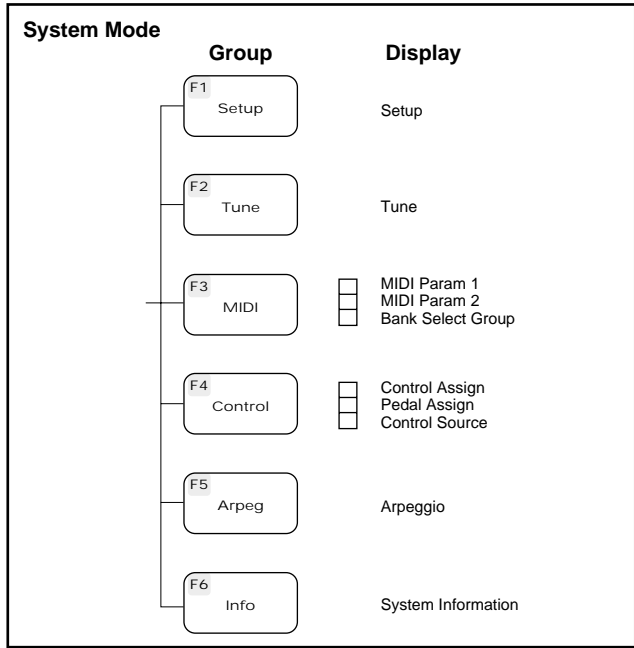 System Mode
Group Display
F1
Setup Setup
F2
Tune Tune
F3
MIDI
MIDI Param 1
MIDI Param 2
Bank Select Group
F4
Control
Control Assign
Pedal Assign
Control Source
F5
Arpeg Arpeggio
F6
Info System Information